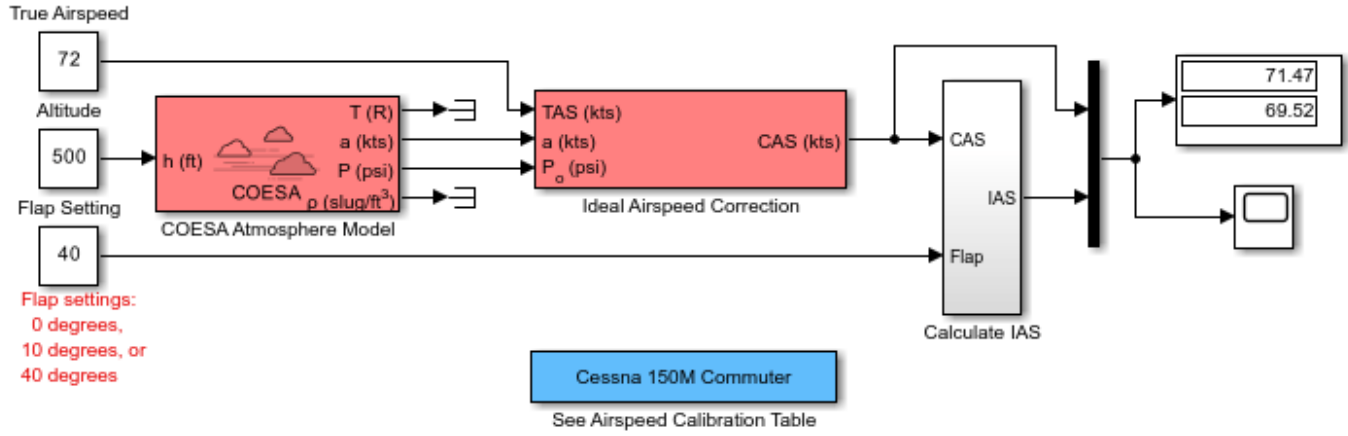 True Airspeed
72
Altitude
500
Flap Setting
40
Flap settings:
0 degrees,
10 degrees, or
40 degrees
h (ft)
COESA
T (R)
a (kts)
P (psi)
ρ (slug/ft³)
COESA Atmosphere Model
TAS (kts)
a (kts)
P₀ (psi)
CAS (kts)
Ideal Airspeed Correction
CAS
IAS
Flap
Calculate IAS
71.47
69.52
Cessna 150M Commuter
See Airspeed Calibration Table